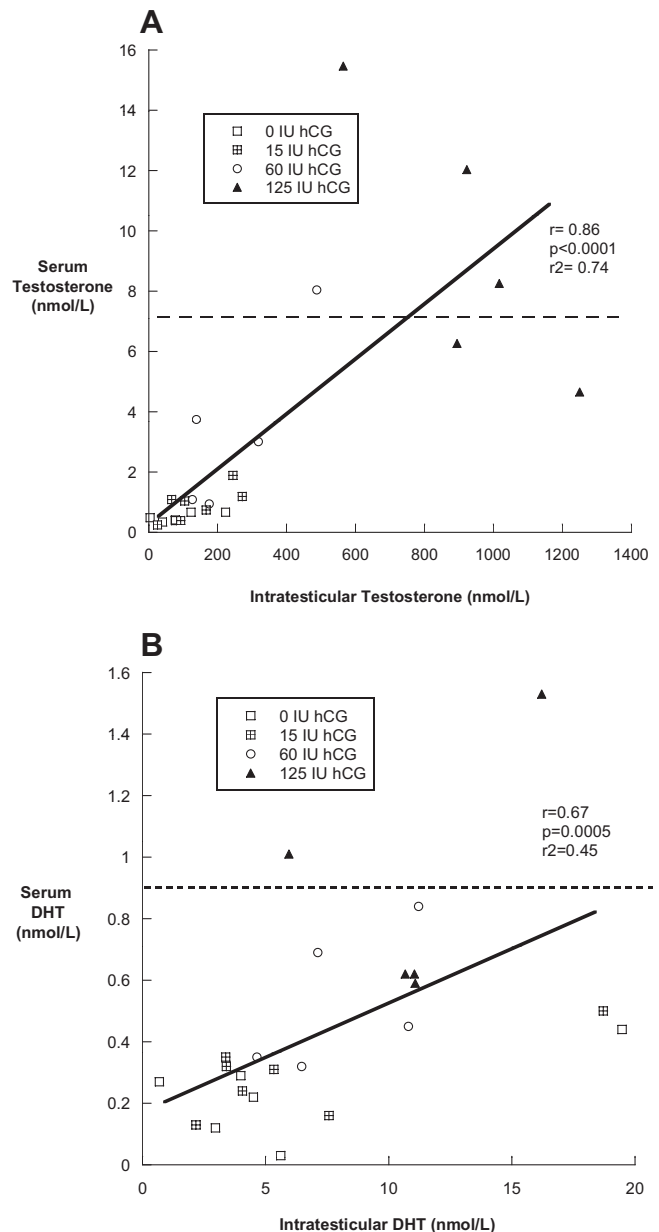 A
16
14
12
10
8
6
4
2
0
Serum
Testosterone
(nmol/L)
0 IU hCG
15 IU hCG
60 IU hCG
125 IU hCG
r= 0.86
p<0.0001
r2= 0.74
0 200 400 600 800 1000 1200 1400
Intratesticular Testosterone (nmol/L)
B
1.6
1.4
1.2
1
0.8
0.6
0.4
0.2
0
Serum
DHT
(nmol/L)
0 IU hCG
15 IU hCG
60 IU hCG
125 IU hCG
r=0.67
p=0.0005
r2=0.45
0 5 10 15 20
Intratesticular DHT (nmol/L)